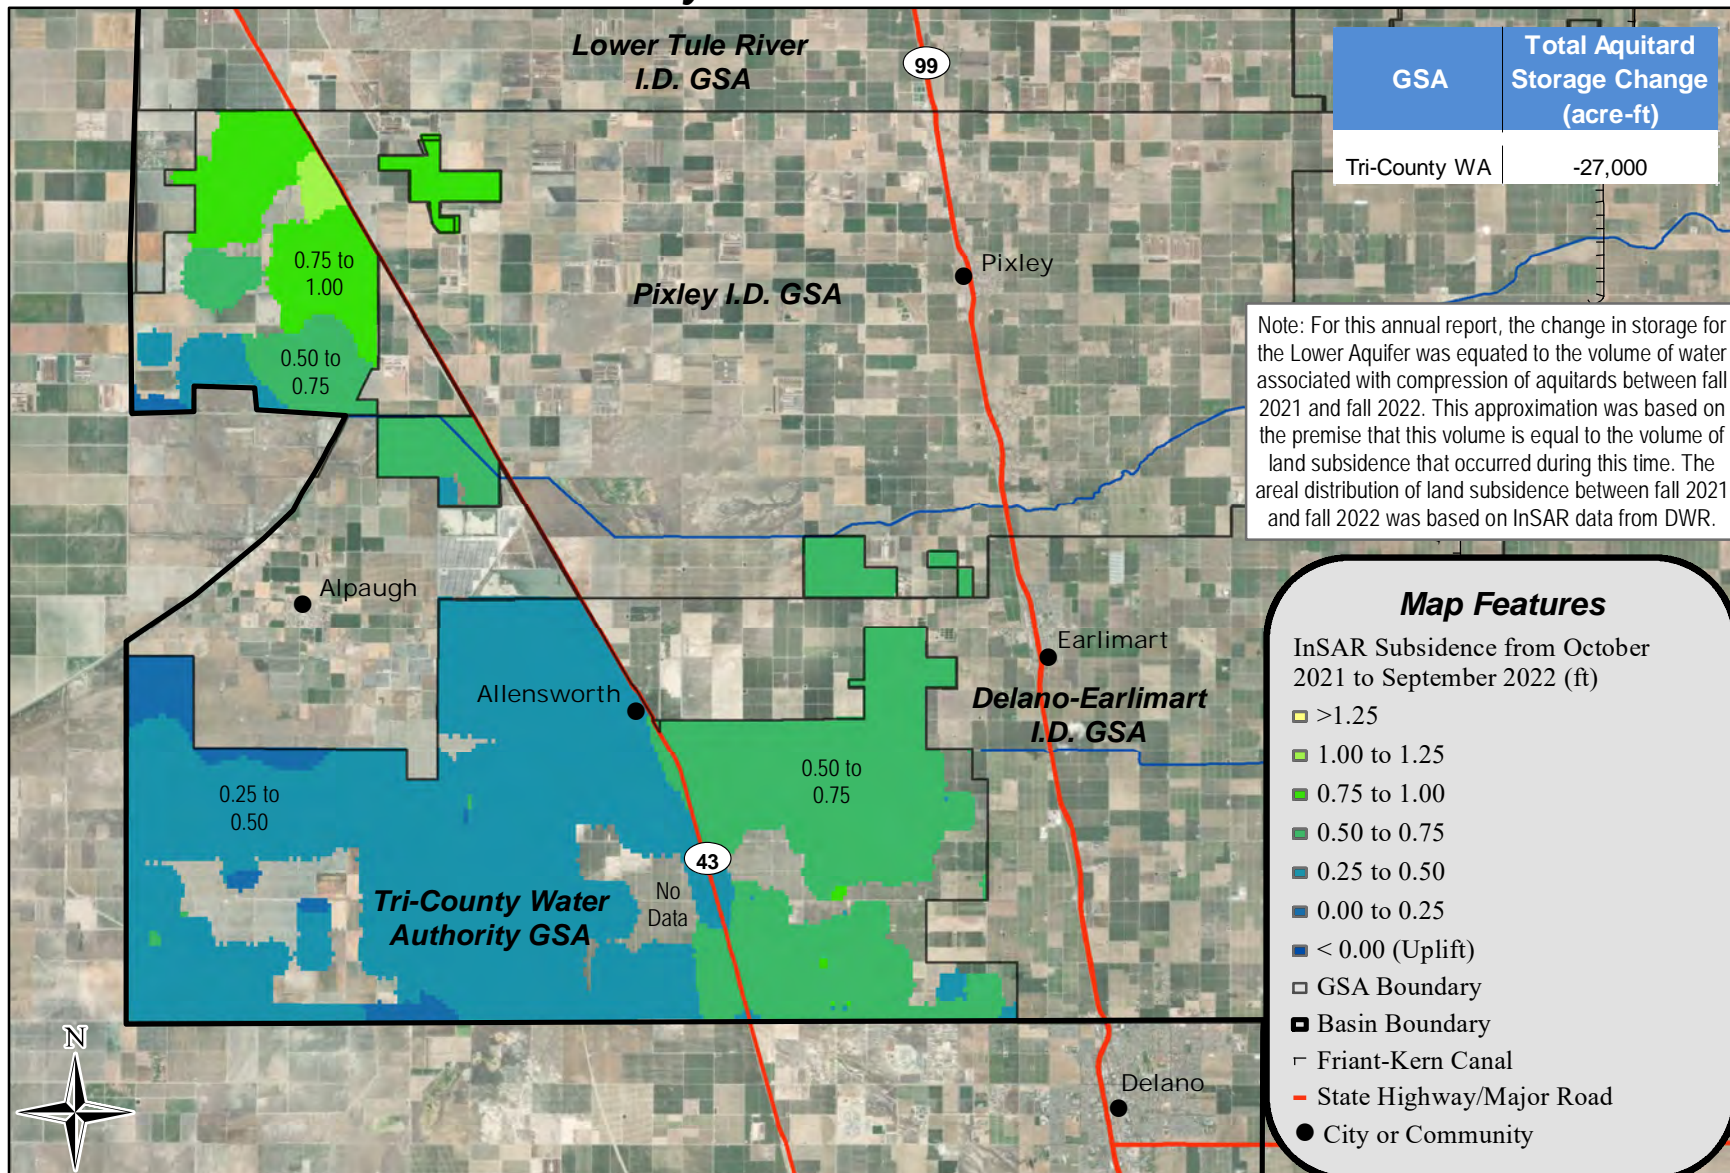 Lower Tule River
I.D. GSA
99
GSA
Total Aquitard
Storage Change
(acre-ft)
Tri-County WA
-27,000
0.75 to
1.00
Pixley
Pixley I.D. GSA
0.50 to
0.75
Note: For this annual report, the change in storage for
the Lower Aquifer was equated to the volume of water
associated with compression of aquitards between fall
2021 and fall 2022. This approximation was based on
the premise that this volume is equal to the volume of
land subsidence that occurred during this time. The
areal distribution of land subsidence between fall 2021
and fall 2022 was based on InSAR data from DWR.
Alpaugh
Earlimart
Allensworth
Delano-Earlimart
I.D. GSA
0.50 to
0.75
0.25 to
0.50
43
No
Data
Tri-County Water
Authority GSA
N
Delano
Map Features
InSAR Subsidence from October
2021 to September 2022 (ft)
>1.25
1.00 to 1.25
0.75 to 1.00
0.50 to 0.75
0.25 to 0.50
0.00 to 0.25
< 0.00 (Uplift)
GSA Boundary
Basin Boundary
Friant-Kern Canal
State Highway/Major Road
City or Community